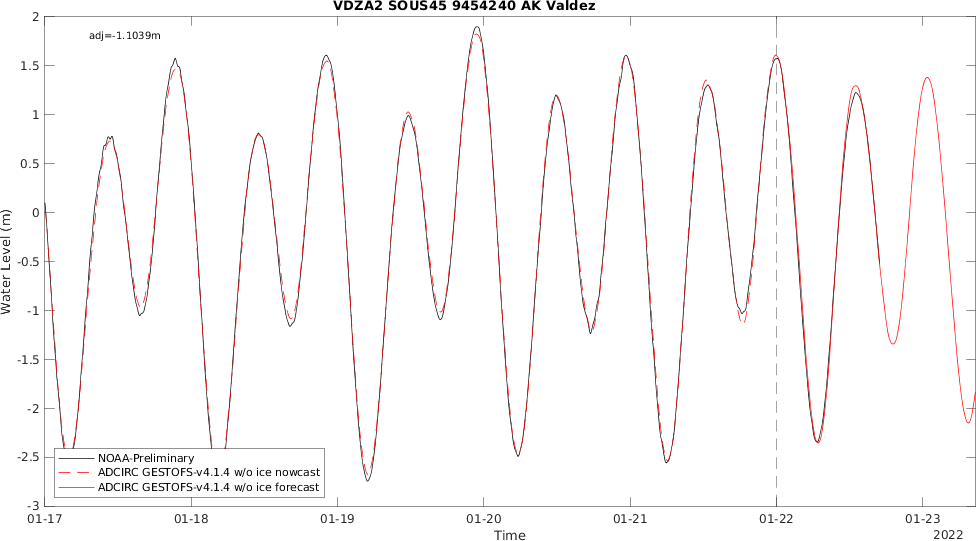 VDZA2 SOUS45 9454240 AK Valdez
adj=-1.1039m
2
1.5
1
0.5
0
-0.5
-1
-1.5
-2
-2.5
-3
Water Level (m)
NOAA-Preliminary
ADCIRC GESTOFS-v4.1.4 w/o ice nowcast
ADCIRC GESTOFS-v4.1.4 w/o ice forecast
01-17 01-18 01-19 01-20 01-21 01-22 01-23
Time
2022